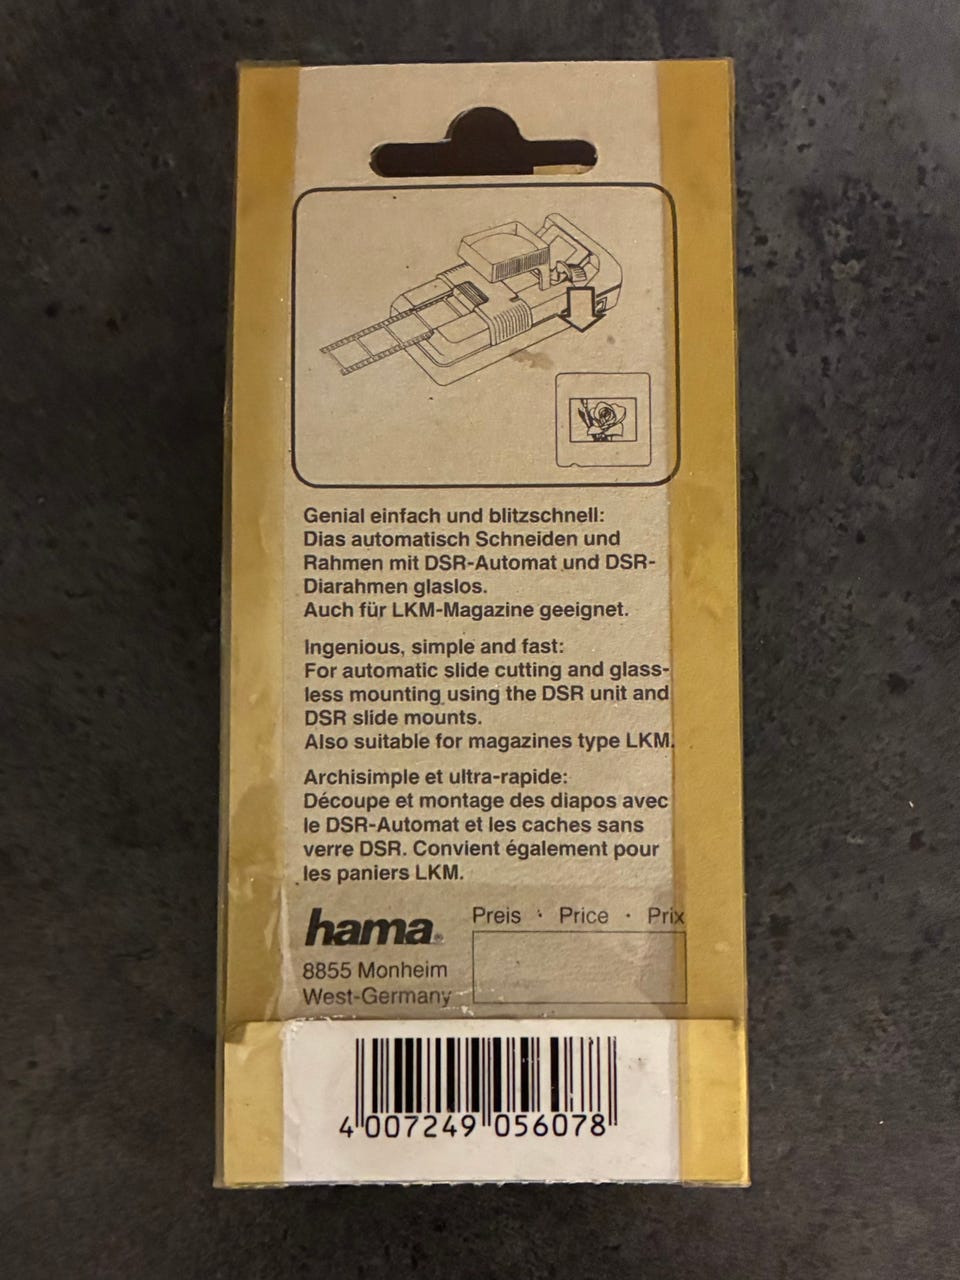 Genial einfach und blitzschnell:
Dias automatisch Schneiden und
Rahmen mit DSR-Automat und DSR-
Diarahmen glaslos.
Auch für LKM-Magazine geeignet.
Ingenious, simple and fast:
For automatic slide cutting and glass-
less mounting using the DSR unit and
DSR slide mounts.
Also suitable for magazines type LKM.
Archisimple et ultra-rapide:
Découpe et montage des diapos avec
le DSR-Automat et les caches sans
verre DSR. Convient également pour
les paniers LKM.
hama®
8855 Monheim
West-Germany
Preis · Price · Prix
4 007249 056078